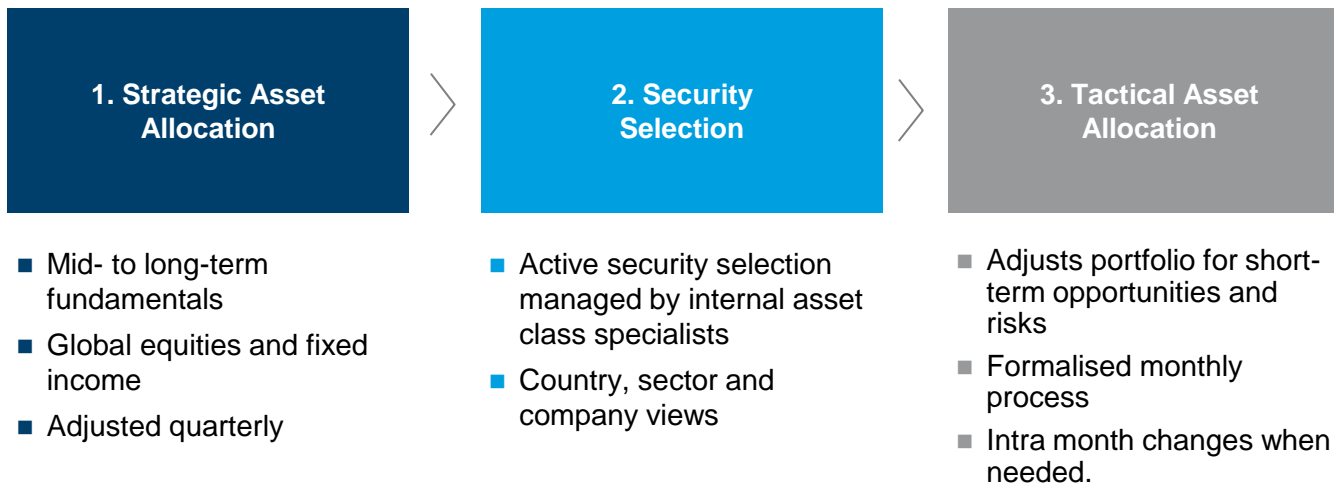 1. Strategic Asset
Allocation
2. Security
Selection
3. Tactical Asset
Allocation
Mid- to long-term
fundamentals
Global equities and fixed
income
Adjusted quarterly
Active security selection
managed by internal asset
class specialists
Country, sector and
company views
Adjusts portfolio for short-
term opportunities and
risks
Formalised monthly
process
Intra month changes when
needed.